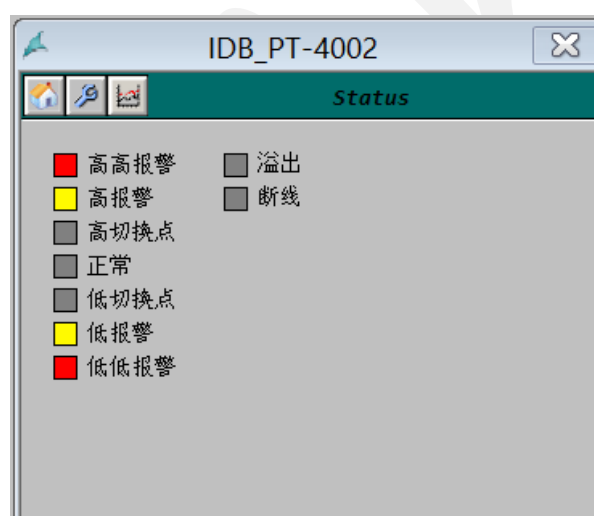 IDB_PT-4002
Status
高高报警 溢出
高报警 断线
高切换点
正常
低切换点
低报警
低低报警